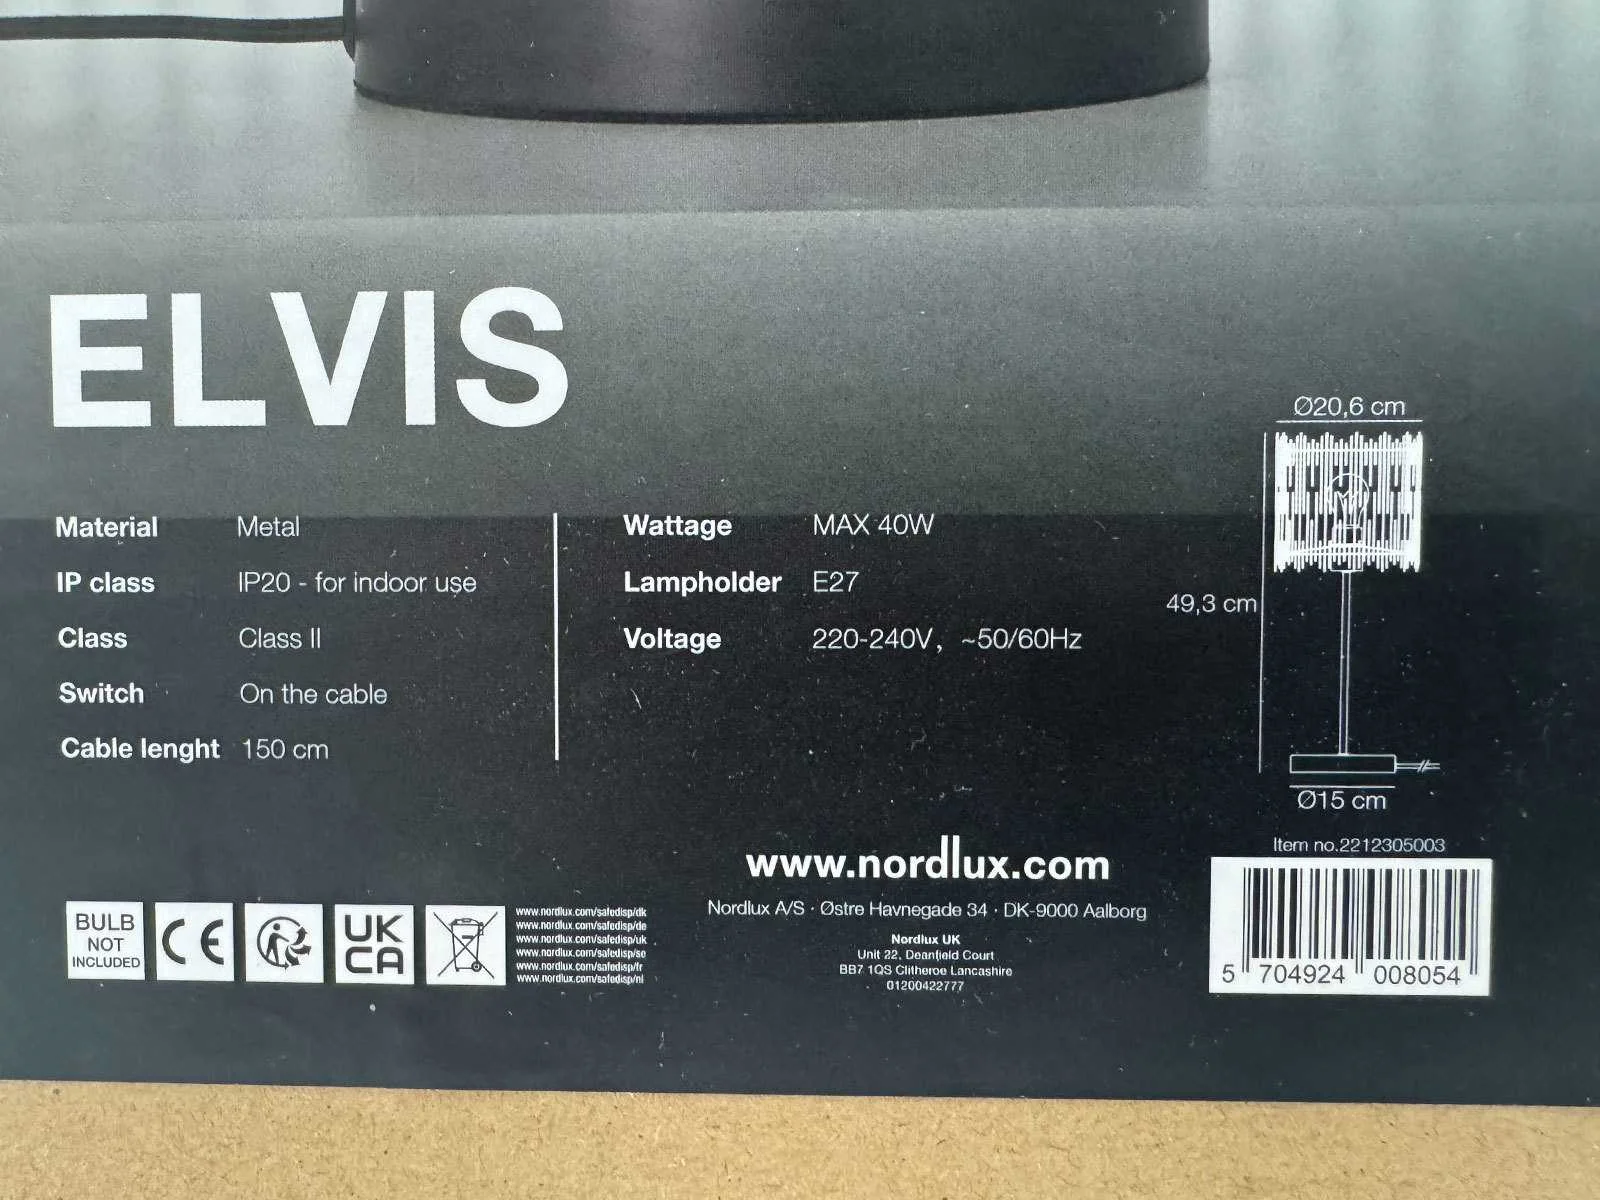 ELVIS
Material Metal
IP class IP20 - for indoor use
Class Class II
Switch On the cable
Cable lenght 150 cm
Wattage MAX 40W
Lampholder E27
Voltage 220-240V, ~50/60Hz
Ø20,6 cm
49,3 cm
Ø15 cm
Item no.2212305003
5 704924 008054
www.nordlux.com
Nordlux A/S · Østre Havnegade 34 · DK-9000 Aalborg
Nordlux UK
Unit 22, Deanfield Court
BB7 1QS Clitheroe Lancashire
01200422777
BULB
NOT
INCLUDED
CE
UK
CA
www.nordlux.com/safedisp/dk
www.nordlux.com/safedisp/de
www.nordlux.com/safedisp/uk
www.nordlux.com/safedisp/se
www.nordlux.com/safedisp/fr
www.nordlux.com/safedisp/nl